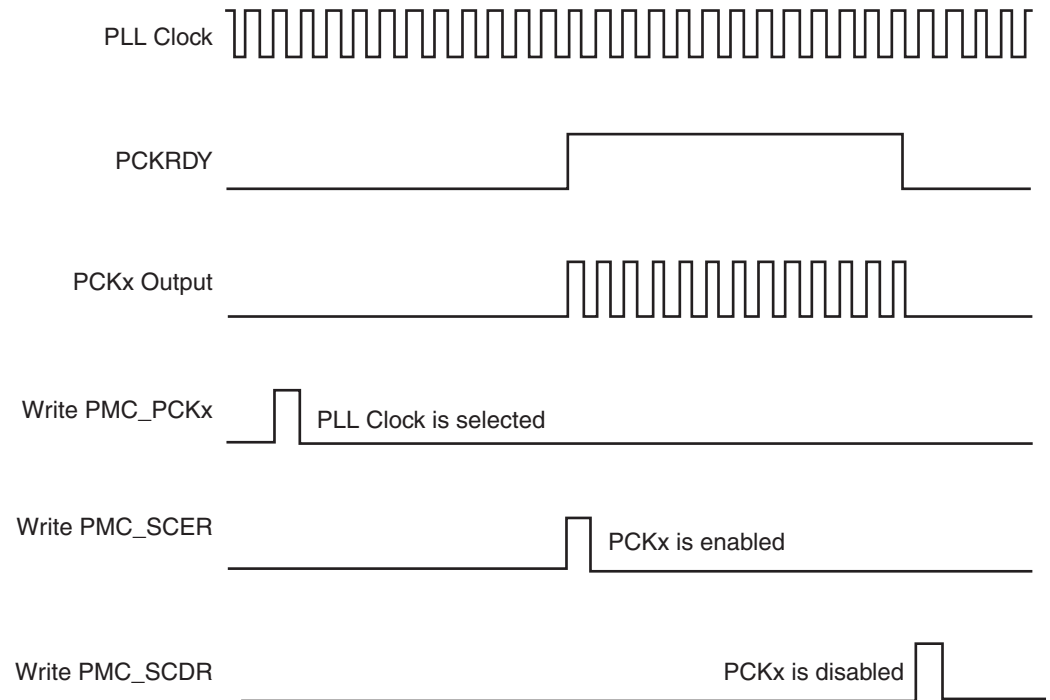 PLL Clock
PCKRDY
PCKx Output
Write PMC_PCKx
PLL Clock is selected
Write PMC_SCER
PCKx is enabled
Write PMC_SCDR
PCKx is disabled